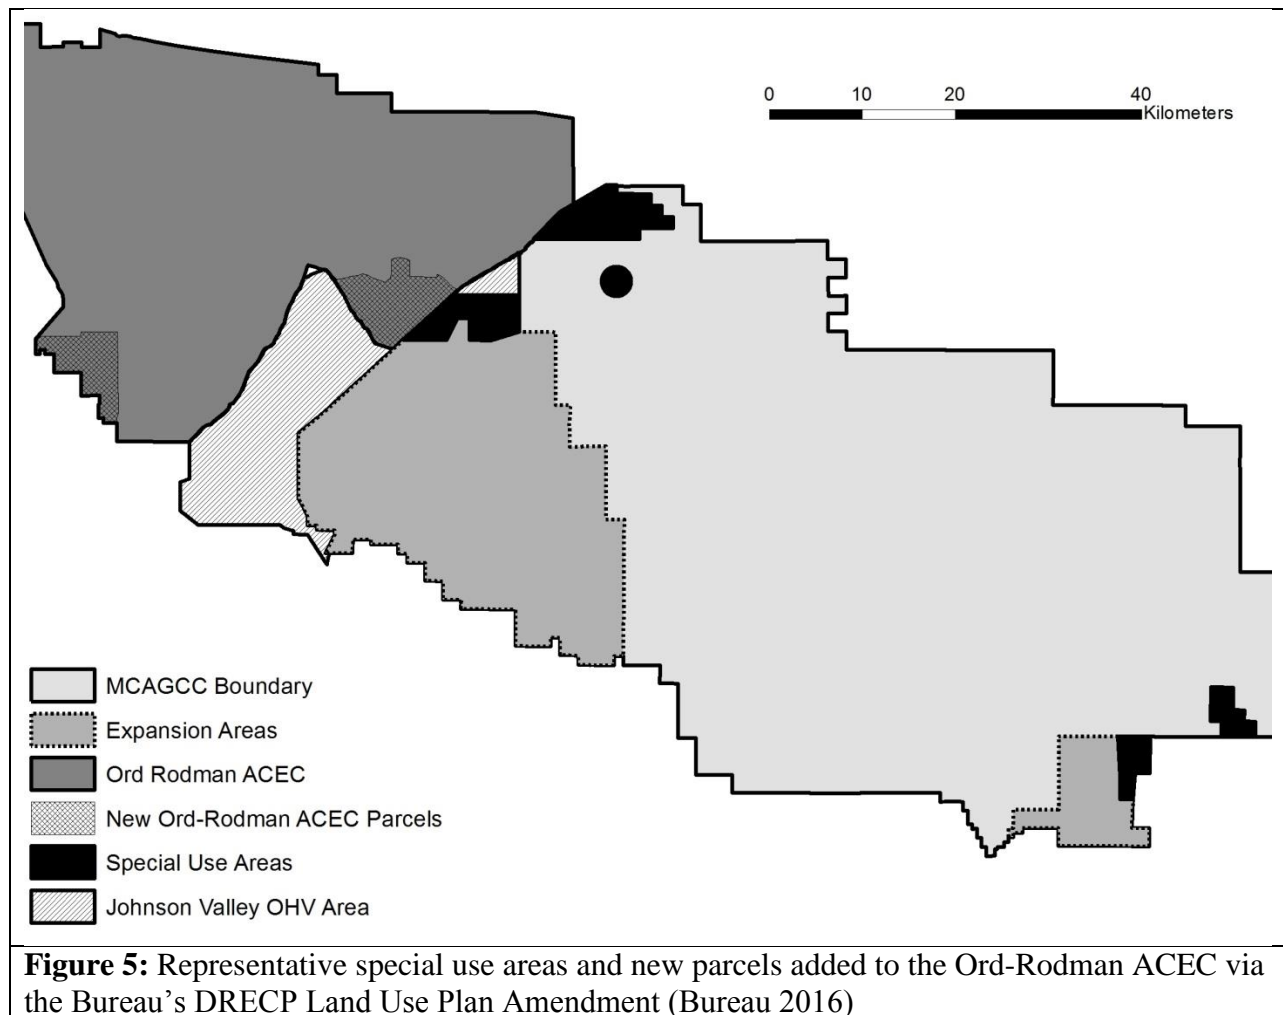 0 10 20 40
Kilometers
MCAGCC Boundary
Expansion Areas
Ord Rodman ACEC
New Ord-Rodman ACEC Parcels
Special Use Areas
Johnson Valley OHV Area
Figure 5: Representative special use areas and new parcels added to the Ord-Rodman ACEC via
the Bureau’s DRECP Land Use Plan Amendment (Bureau 2016)